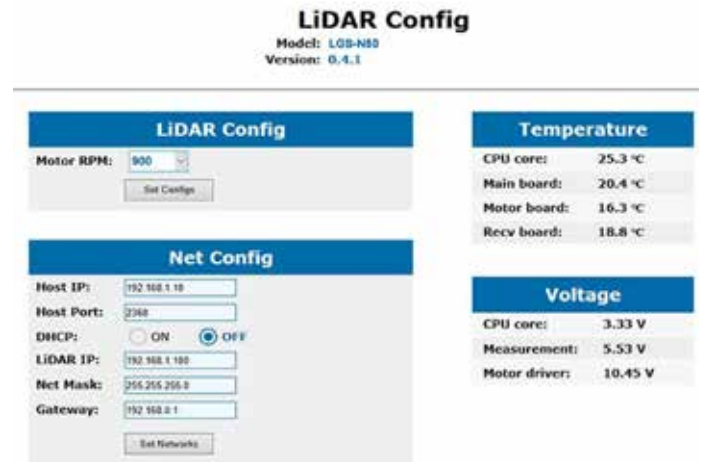 LiDAR Config
Model: LGS-N80
Version: 0.4.1
LiDAR Config
Motor RPM: 900
Set Configs
Net Config
Host IP: 192.168.1.10
Host Port: 2368
DHCP: ON OFF
LiDAR IP: 192.168.1.100
Net Mask: 255.255.255.0
Gateway: 192.168.0.1
Set Networks
Temperature
CPU core: 25.3 ℃
Main board: 20.4 ℃
Motor board: 16.3 ℃
Recv board: 18.8 ℃
Voltage
CPU core: 3.33 V
Measurement: 5.53 V
Motor driver: 10.45 V